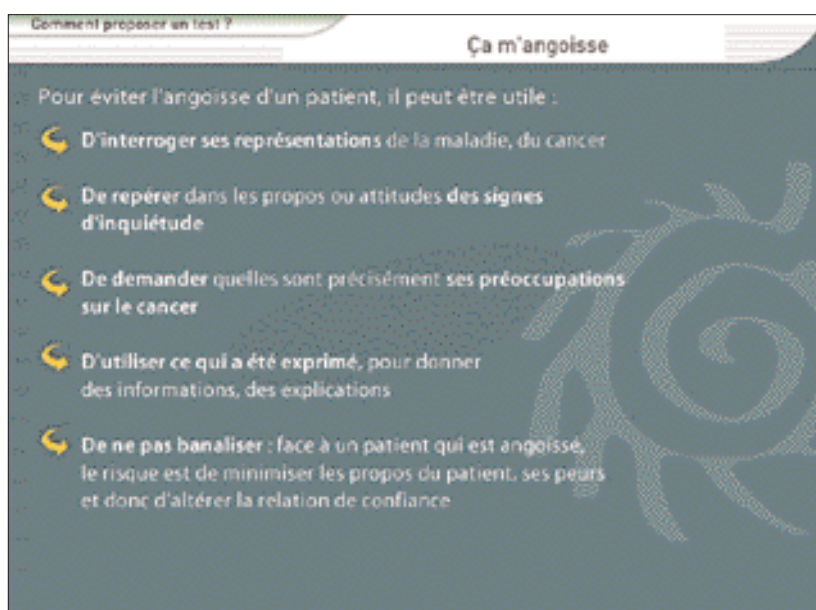 Comment proposer un test ?
Ça m'angoisse
Pour éviter l'angoisse d'un patient, il peut être utile :
D'interroger ses représentations de la maladie, du cancer
De repérer dans les propos ou attitudes des signes
d'inquiétude
De demander quelles sont précisément ses préoccupations
sur le cancer
D'utiliser ce qui a été exprimé, pour donner
des informations, des explications
De ne pas banaliser : face à un patient qui est angoissé,
le risque est de minimiser les propos du patient, ses peurs
et donc d'altérer la relation de confiance